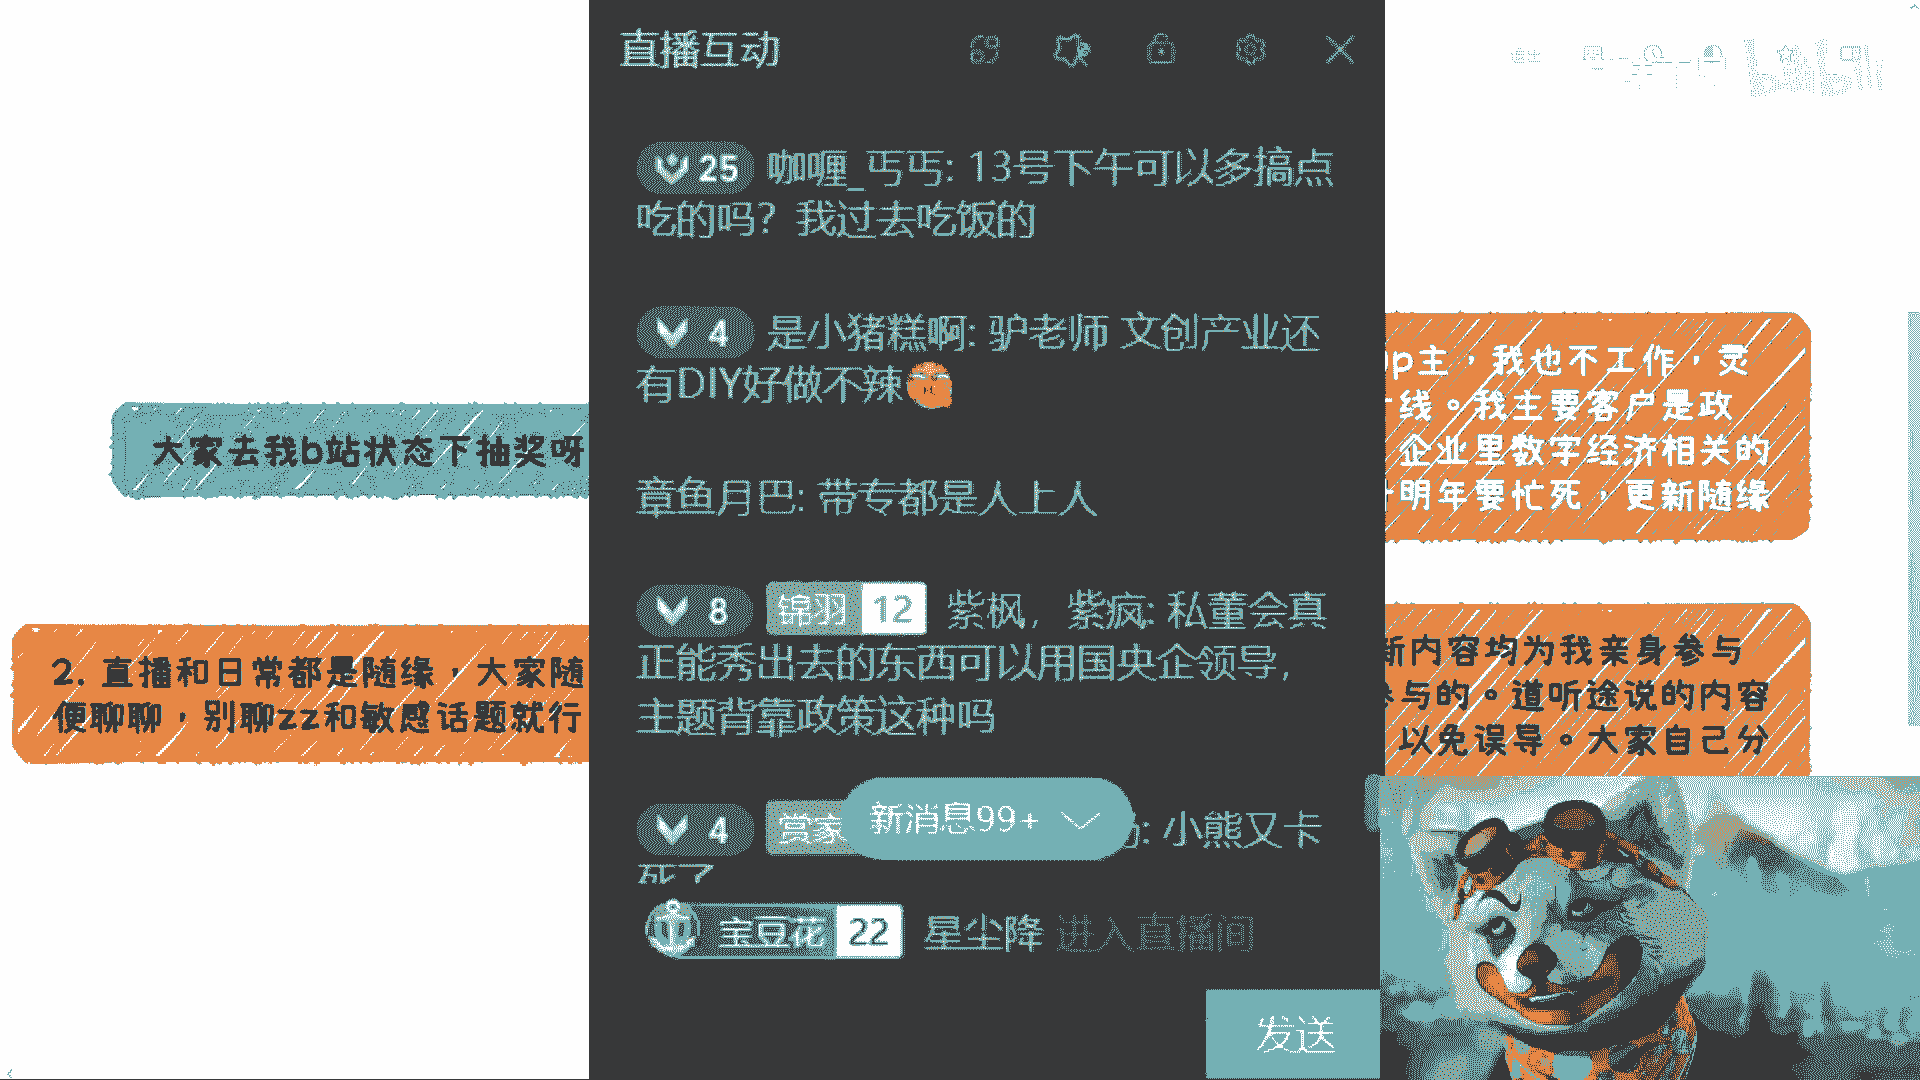 直播互动
25 咖喱_丐丐: 13号下午可以多搞点
吃的吗? 我过去吃饭的
4 是小猪糕啊: 驴老师 文创产业还
有DIY好做不辣
章鱼月巴: 带专都是人上人
8 锦羽 12 紫枫, 紫疯: 私董会真
正能秀出去的东西可以用国央企领导,
主题背靠政策这种吗
4 赏家
新消息99+
: 小熊又卡
死了
宝豆花 22 星尘降 进入直播间
发送
大家去我b站状态下抽奖呀
2. 直播和日常都是随缘，大家随
便聊聊，别聊zz和敏感话题就行
p主，我也不工作，灵
线。我主要客户是政
企业里数字经济相关的
明年要忙死，更新随缘
新内容均为我亲身参与
参与的。道听途说的内容
以免误导。大家自己分
bilibili